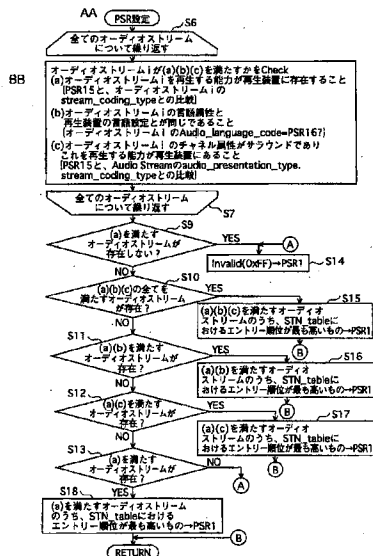 AA
PSR設定
S6
全てのオーディオストリーム
について繰り返す
BB
オーディオストリームiが(a)(b)(c)を満たすかをCheck
(a)オーディオストリームiを再生する能力が再生装置に存在すること
[PSR15と、オーディオストリームiの
stream_coding_typeとの比較]
(b)オーディオストリームiの言語属性と
再生装置の言語設定とが同じであること
[オーディオストリームiのAudio_language_code=PSR16?]
(c)オーディオストリームiのチャネル属性がサラウンドであり
これを再生する能力が再生装置にあること
[PSR15と、Audio Streamのaudio_presentation_type.
stream_coding_typeとの比較]
全てのオーディオストリーム
について繰り返す
S7
S9
(a)を満たす
オーディオストリームが
存在しない?
YES
A
NO
Invalid(0xFF)→PSR1
S14
S10
(a)(b)(c)の全てを
満たすオーディオストリーム
が存在?
YES
S15
(a)(b)(c)を満たすオーディオ
ストリームのうち、STN_tableに
おけるエントリー順位が最も高いもの→PSR1
B
NO
S11
(a)(b)を満たす
オーディオストリームが
存在?
YES
S16
(a)(b)を満たすオーディオ
ストリームのうち、STN_tableに
おけるエントリー順位が最も高いもの→PSR1
B
NO
S12
(a)(c)を満たす
オーディオストリームが
存在?
YES
S17
(a)(c)を満たすオーディオ
ストリームのうち、STN_tableに
おけるエントリー順位が最も高いもの→PSR1
B
NO
S13
(a)を満たす
オーディオストリームが
存在?
NO
A
YES
S18
(a)を満たすオーディオストリーム
のうち、STN_tableにおける
エントリー順位が最も高いもの→PSR1
B
RETURN